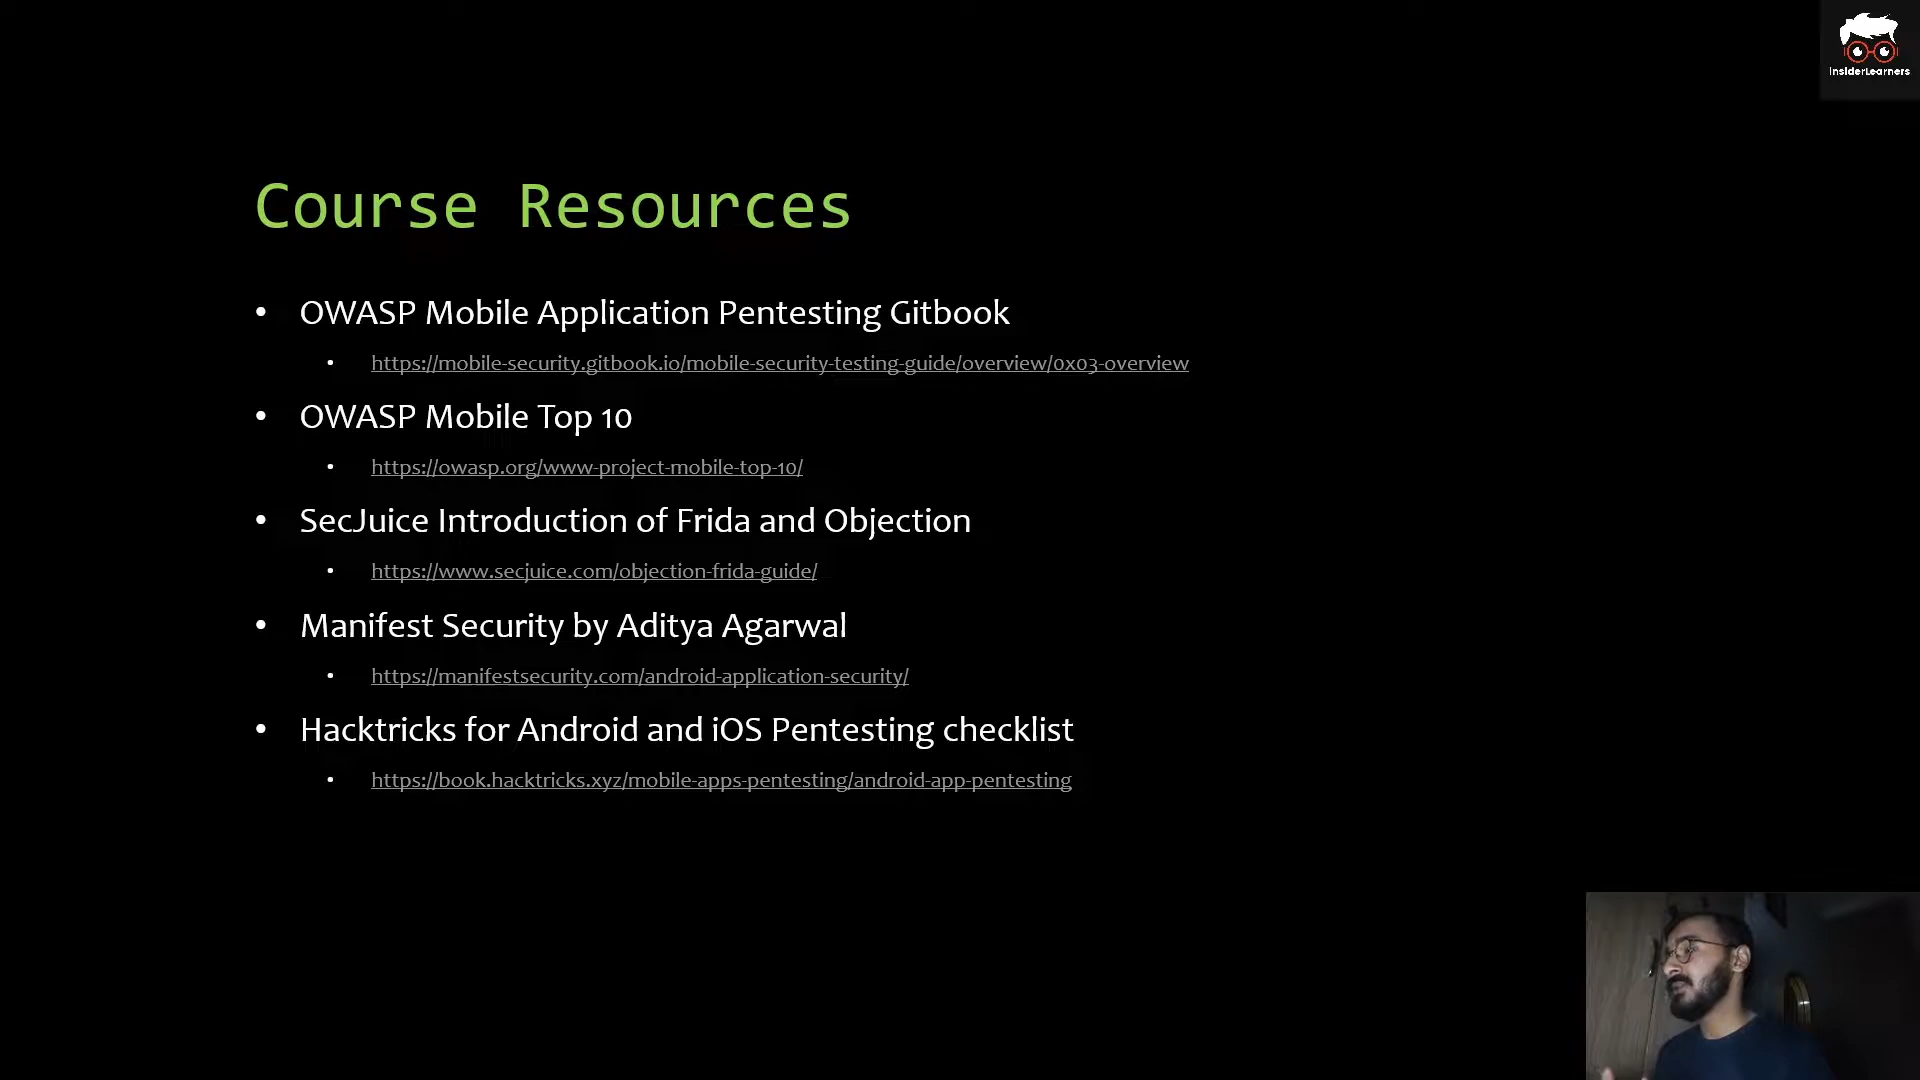 InsiderLearners
Course Resources
• OWASP Mobile Application Pentesting Gitbook
• https://mobile-security.gitbook.io/mobile-security-testing-guide/overview/0x03-overview
• OWASP Mobile Top 10
• https://owasp.org/www-project-mobile-top-10/
• SecJuice Introduction of Frida and Objection
• https://www.secjuice.com/objection-frida-guide/
• Manifest Security by Aditya Agarwal
• https://manifestsecurity.com/android-application-security/
• Hacktricks for Android and iOS Pentesting checklist
• https://book.hacktricks.xyz/mobile-apps-pentesting/android-app-pentesting